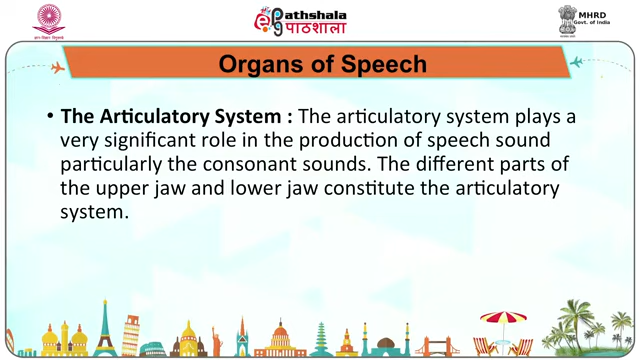 ePathshala
पाठशाला
MHRD
Govt. of India
Organs of Speech
• The Articulatory System : The articulatory system plays a
very significant role in the production of speech sound
particularly the consonant sounds. The different parts of
the upper jaw and lower jaw constitute the articulatory
system.